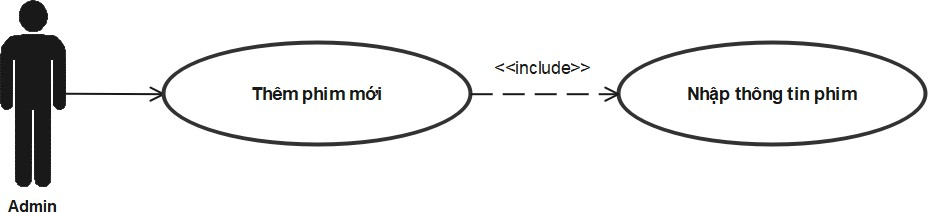 <<include>>
Thêm phim mới
Nhập thông tin phim
Admin